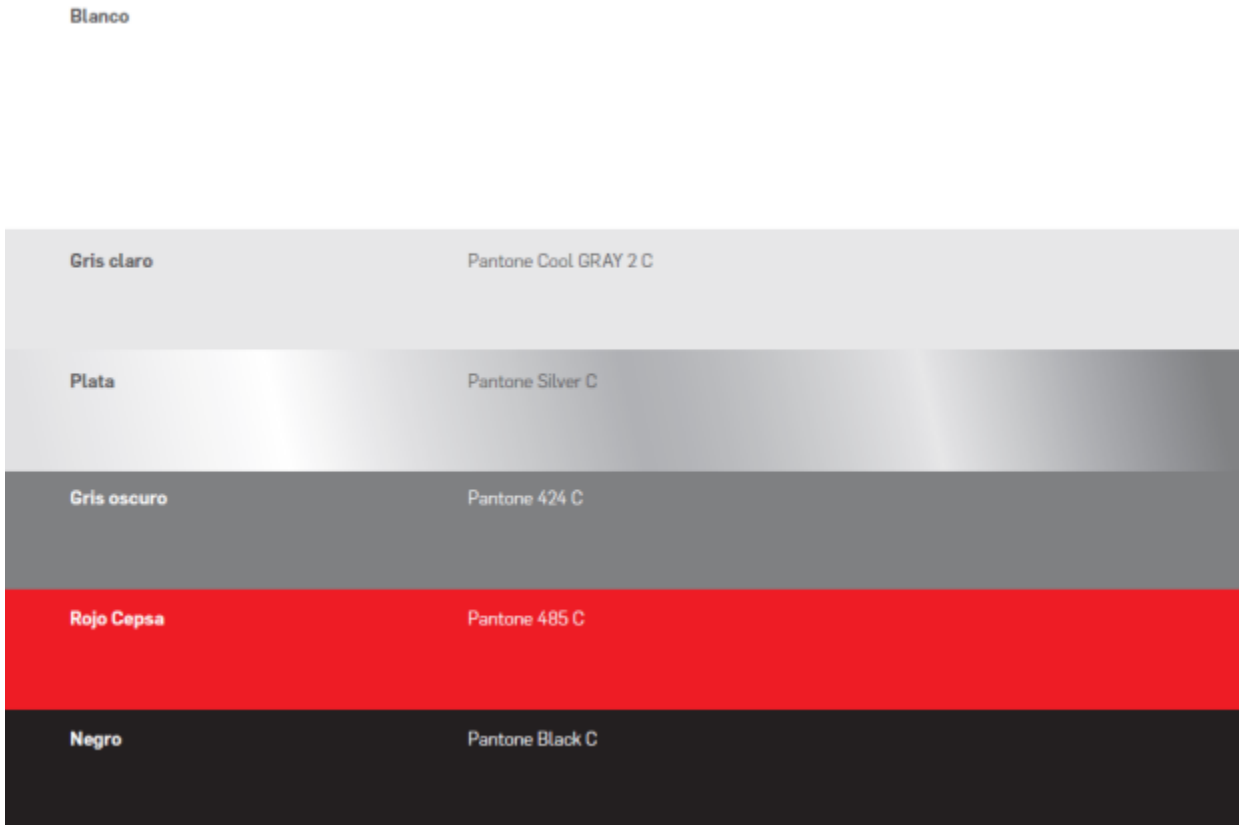 Blanco
Gris claro Pantone Cool GRAY 2 C
Plata Pantone Silver C
Gris oscuro Pantone 424 C
Rojo Cepsa Pantone 485 C
Negro Pantone Black C